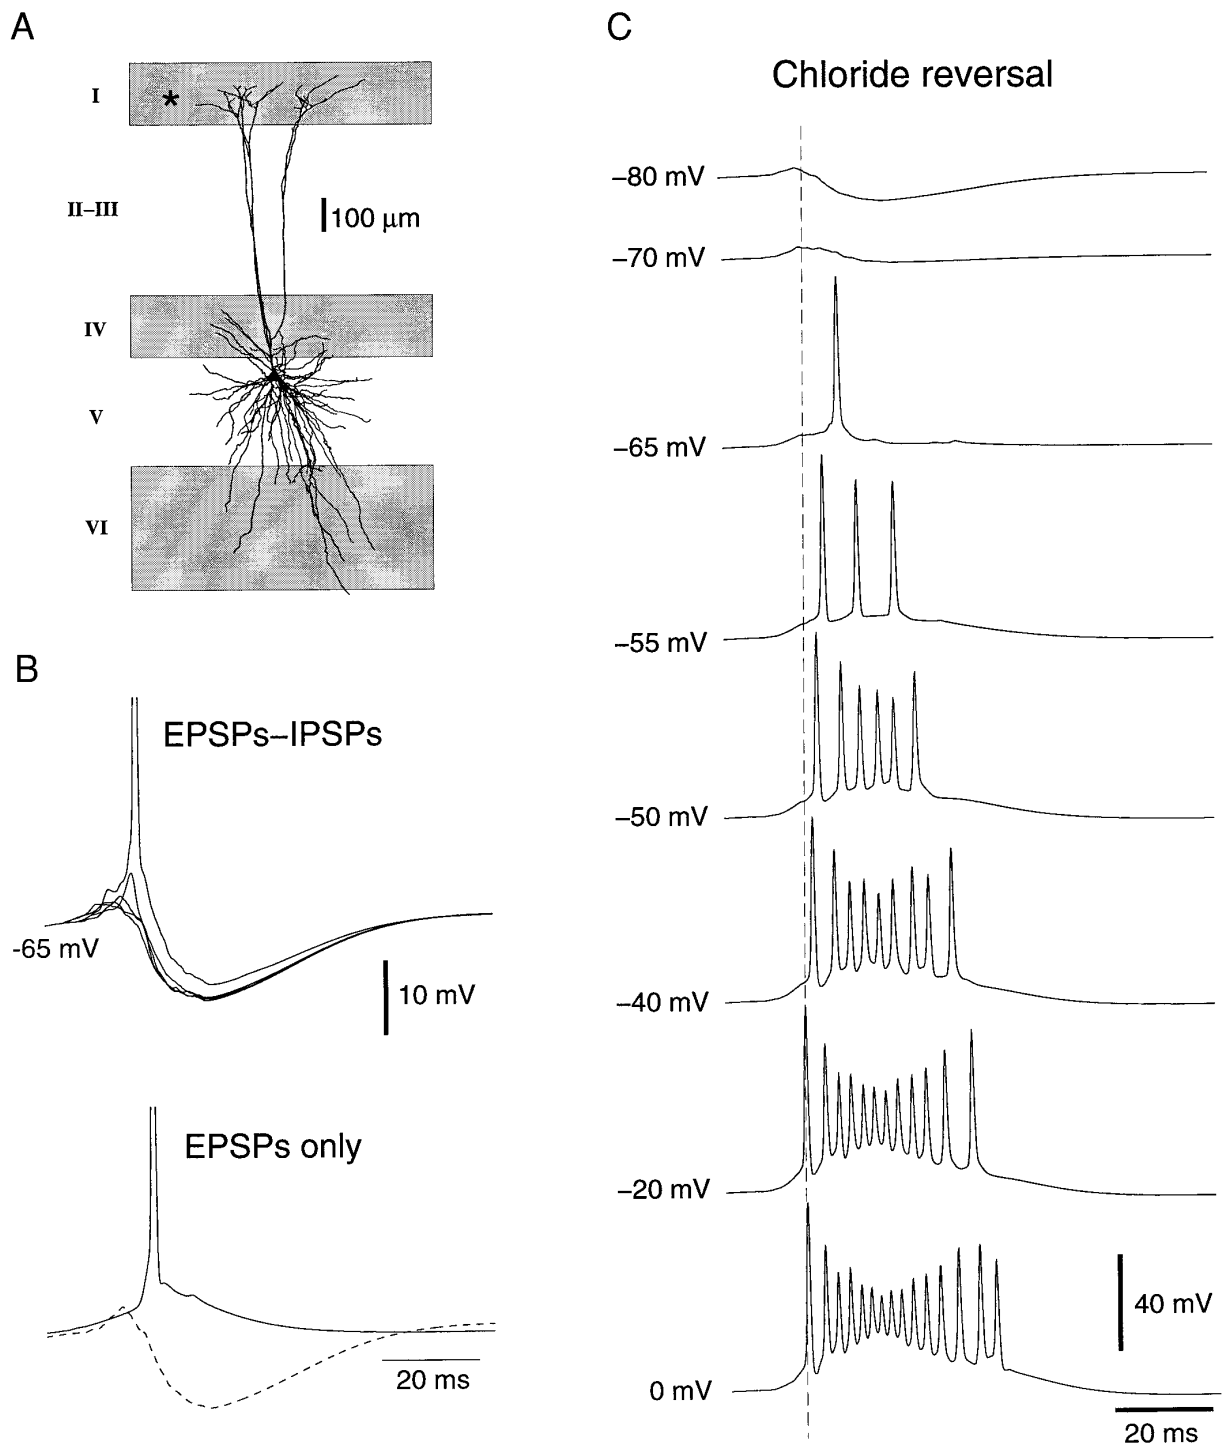 A
I
*
II–III
100 μm
IV
V
VI
B
EPSPs–IPSPs
-65 mV
10 mV
EPSPs only
20 ms
C
Chloride reversal
−80 mV
−70 mV
−65 mV
−55 mV
−50 mV
−40 mV
−20 mV
0 mV
40 mV
20 ms